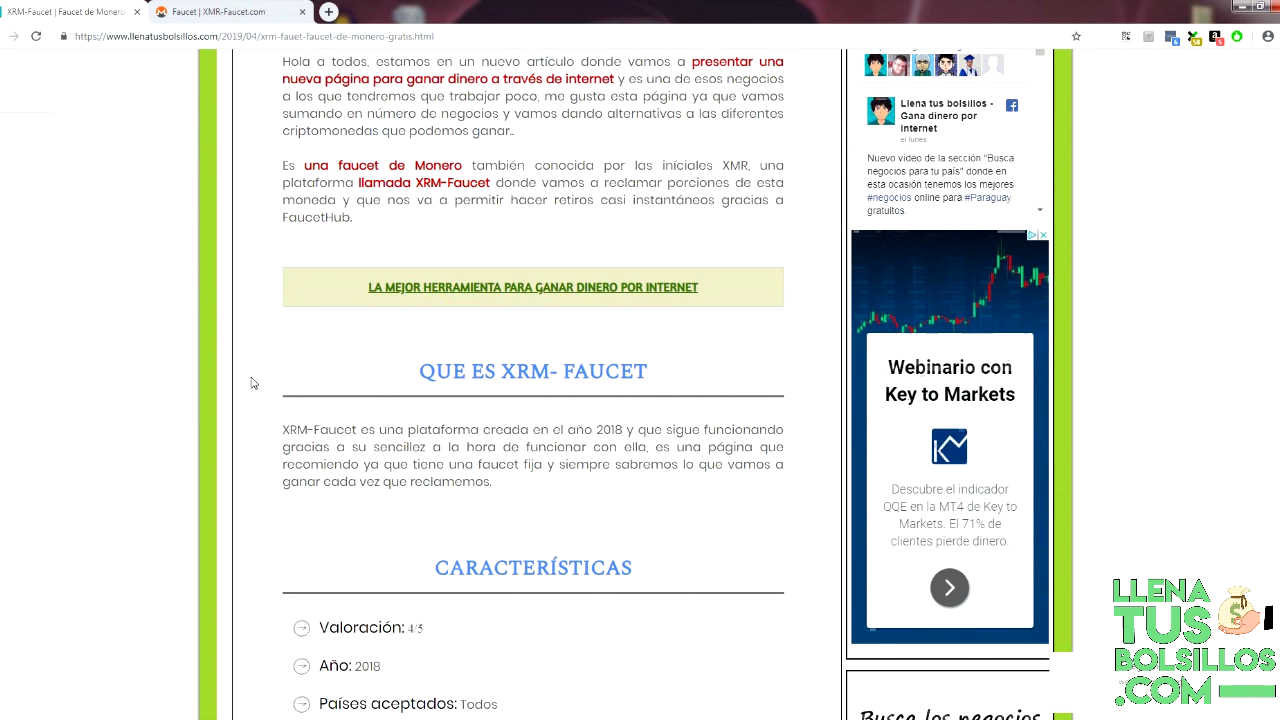 XRM-Faucet | Faucet de Monero
Faucet | XMR-Faucet.com
https://www.llenatusbolsillos.com/2019/04/xrm-fauet-faucet-de-monero-gratis.html
Hola a todos, estamos en un nuevo artículo donde vamos a presentar una
nueva página para ganar dinero a través de internet y es una de esos negocios
a los que tendremos que trabajar poco, me gusta esta página ya que vamos
sumando en número de negocios y vamos dando alternativas a las diferentes
criptomonedas que podemos ganar...
Es una faucet de Monero también conocida por las iníciales XMR, una
plataforma llamada XRM-Faucet donde vamos a reclamar porciones de esta
moneda y que nos va a permitir hacer retiros casi instantáneos gracias a
FaucetHub.
LA MEJOR HERRAMIENTA PARA GANAR DINERO POR INTERNET
QUE ES XRM- FAUCET
XRM-Faucet es una plataforma creada en el año 2018 y que sigue funcionando
gracias a su sencillez a la hora de funcionar con ella, es una página que
recomiendo ya que tiene una faucet fija y siempre sabremos lo que vamos a
ganar cada vez que reclamemos.
CARACTERÍSTICAS
Valoración: 4/5
Año: 2018
Países aceptados: Todos
Llena tus bolsillos -
Gana dinero por
internet
el lunes
Nuevo video de la sección "Busca
negocios para tu país" donde en
esta ocasión tenemos los mejores
#negocios online para #Paraguay
gratuitos.
Webinario con
Key to Markets
Descubre el indicador
QQE en la MT4 de Key to
Markets. El 71% de
clientes pierde dinero.
Busca los negocios
LLENA
TUS
BOLSILLOS
.COM